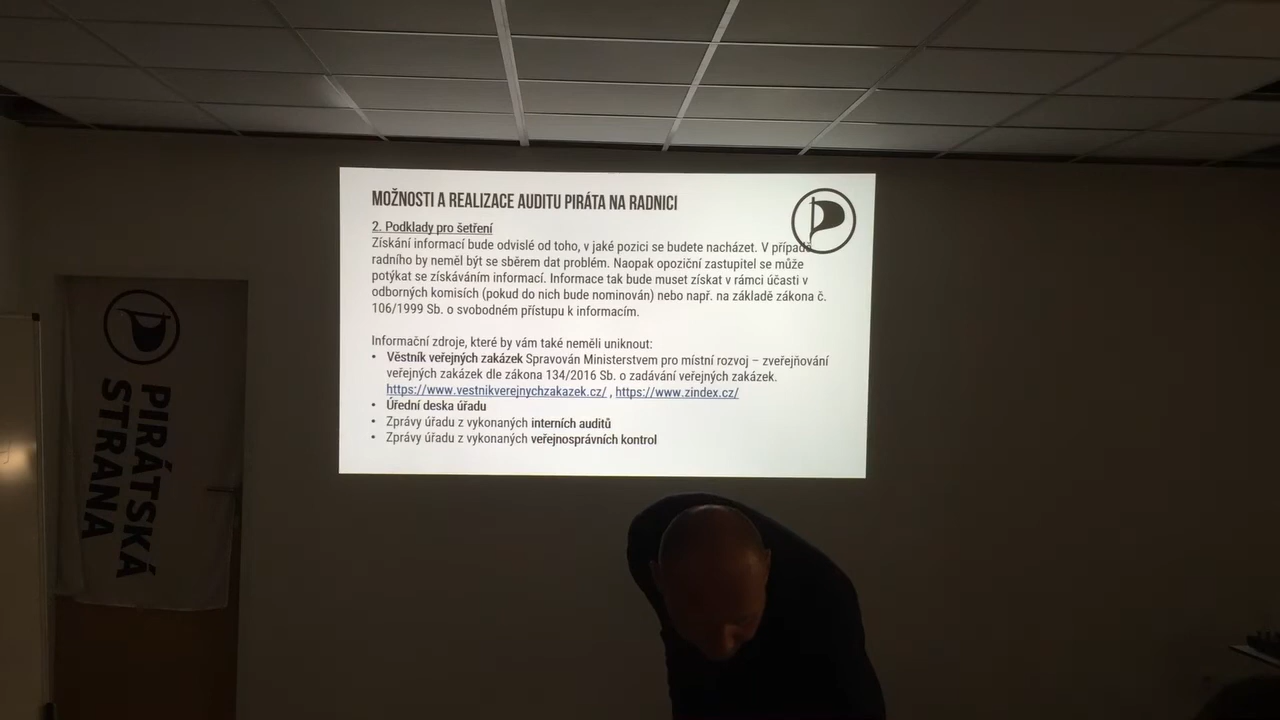 MOŽNOSTI A REALIZACE AUDITU PIRÁTA NA RADNICI
2. Podklady pro šetření
Získání informací bude odvislé od toho, v jaké pozici se budete nacházet. V případě
radního by neměl být se sběrem dat problém. Naopak opoziční zastupitel se může
potýkat se získáváním informací. Informace tak bude muset získat v rámci účasti v
odborných komisích (pokud do nich bude nominován) nebo např. na základě zákona č.
106/1999 Sb. o svobodném přístupu k informacím.
Informační zdroje, které by vám také neměli uniknout:
• Věstník veřejných zakázek Spravován Ministerstvem pro místní rozvoj – zveřejňování
veřejných zakázek dle zákona 134/2016 Sb. o zadávání veřejných zakázek.
https://www.vestnikverejnychzakazek.cz/ , https://www.zindex.cz/
• Úřední deska úřadu
• Zprávy úřadu z vykonaných interních auditů
• Zprávy úřadu z vykonaných veřejnosprávních kontrol
PIRÁTSKÁ
STRANA